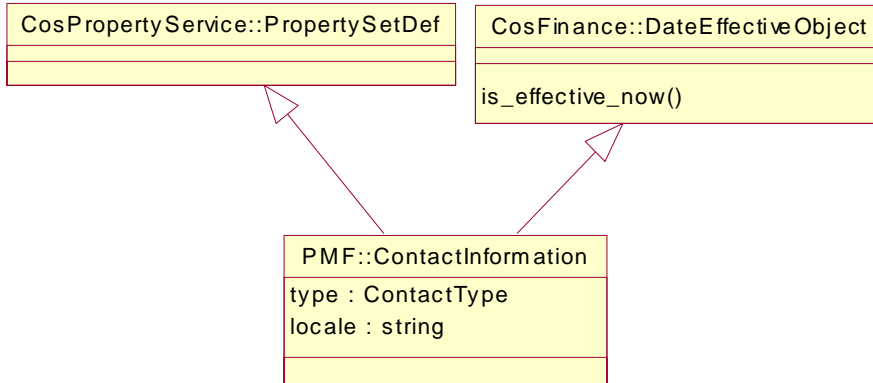 CosPropertyService::PropertySetDef
CosFinance::DateEffectiveObject
is_effective_now()
PMF::ContactInformation
type : ContactType
locale : string